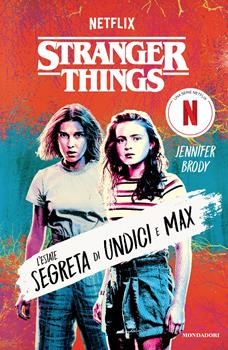 NETFLIX
STRANGER
THINGS
UNA SERIE NETFLIX
N
JENNIFER
BRODY
L'ESTATE
SEGRETA DI UNDICI E MAX
MONDADORI